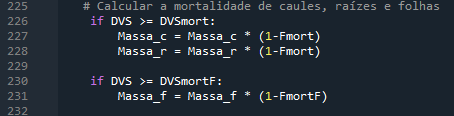 225 # Calcular a mortalidade de caules, raízes e folhas
226 if DVS >= DVSmort:
227 Massa_c = Massa_c * (1-Fmort)
228 Massa_r = Massa_r * (1-Fmort)
229
230 if DVS >= DVSmortF:
231 Massa_f = Massa_f * (1-FmortF)
232